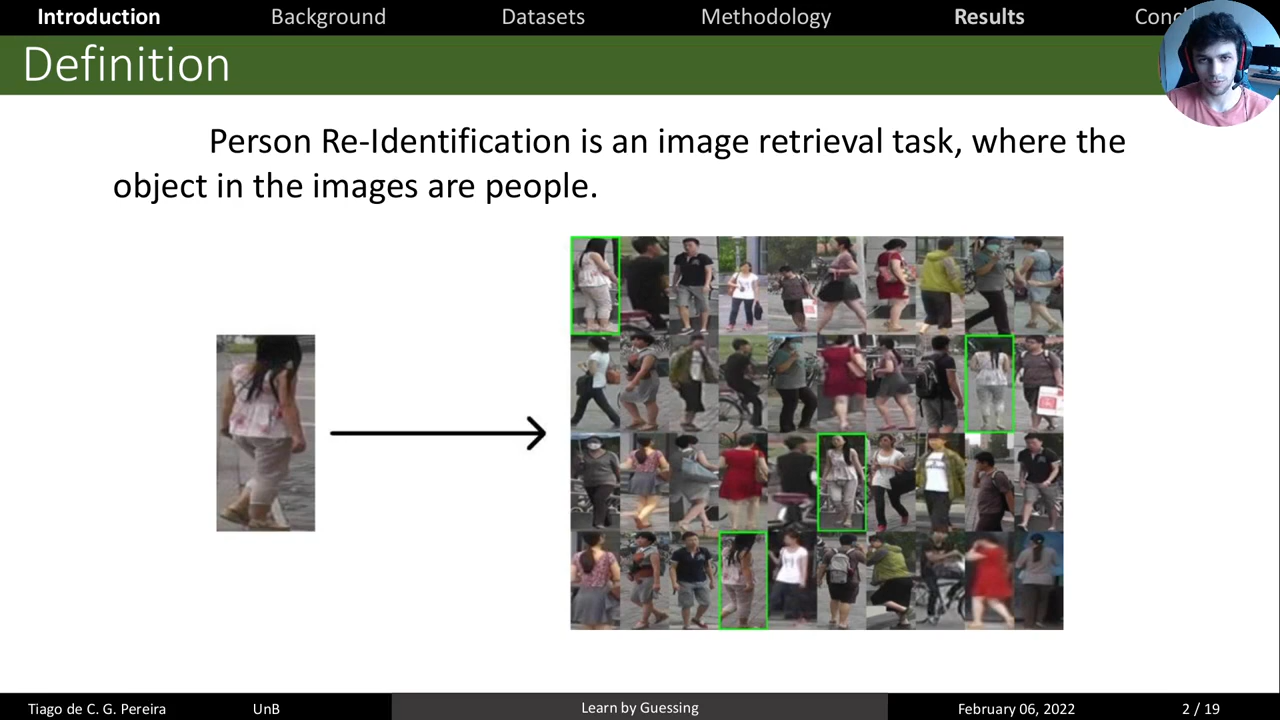 Introduction Background Datasets Methodology Results Conc
Definition
Person Re-Identification is an image retrieval task, where the
object in the images are people.
Tiago de C. G. Pereira UnB Learn by Guessing February 06, 2022 2 / 19